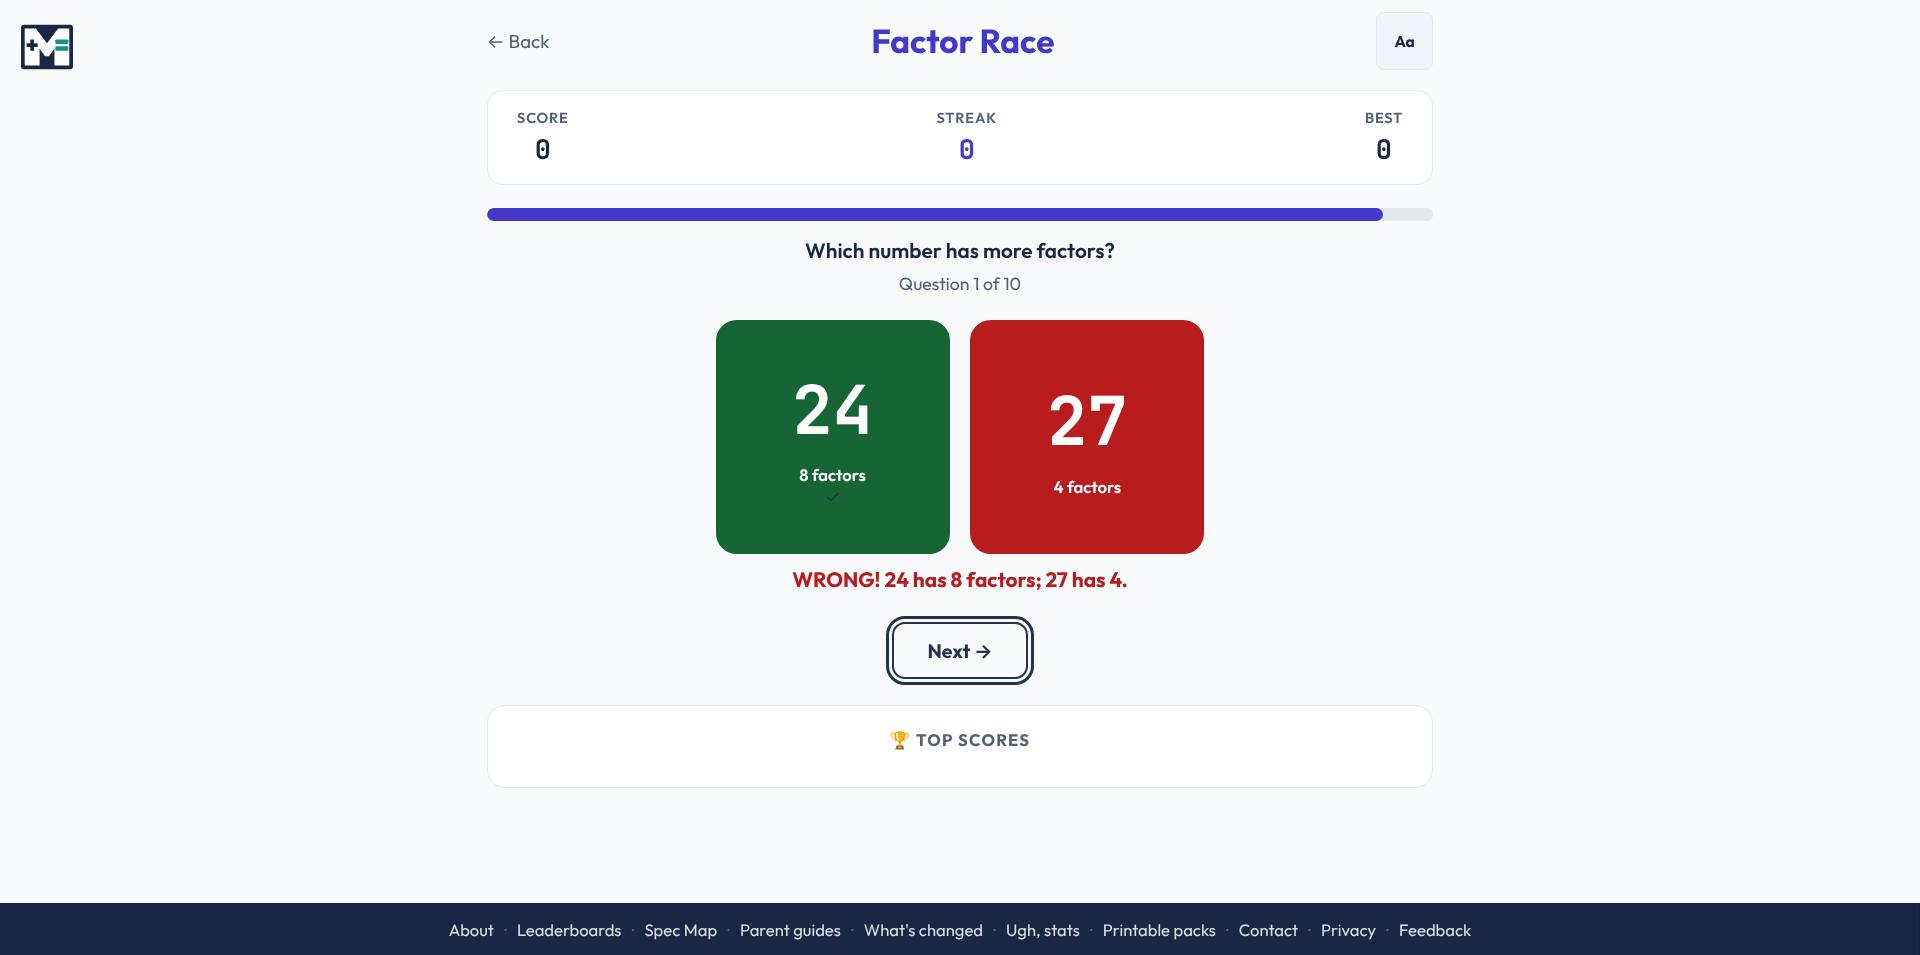 ← Back
Factor Race
Aa
SCORE
0
STREAK
0
BEST
0
Which number has more factors?
Question 1 of 10
24
8 factors
✓
27
4 factors
WRONG! 24 has 8 factors; 27 has 4.
Next →
🏆 TOP SCORES
About · Leaderboards · Spec Map · Parent guides · What's changed · Ugh, stats · Printable packs · Contact · Privacy · Feedback